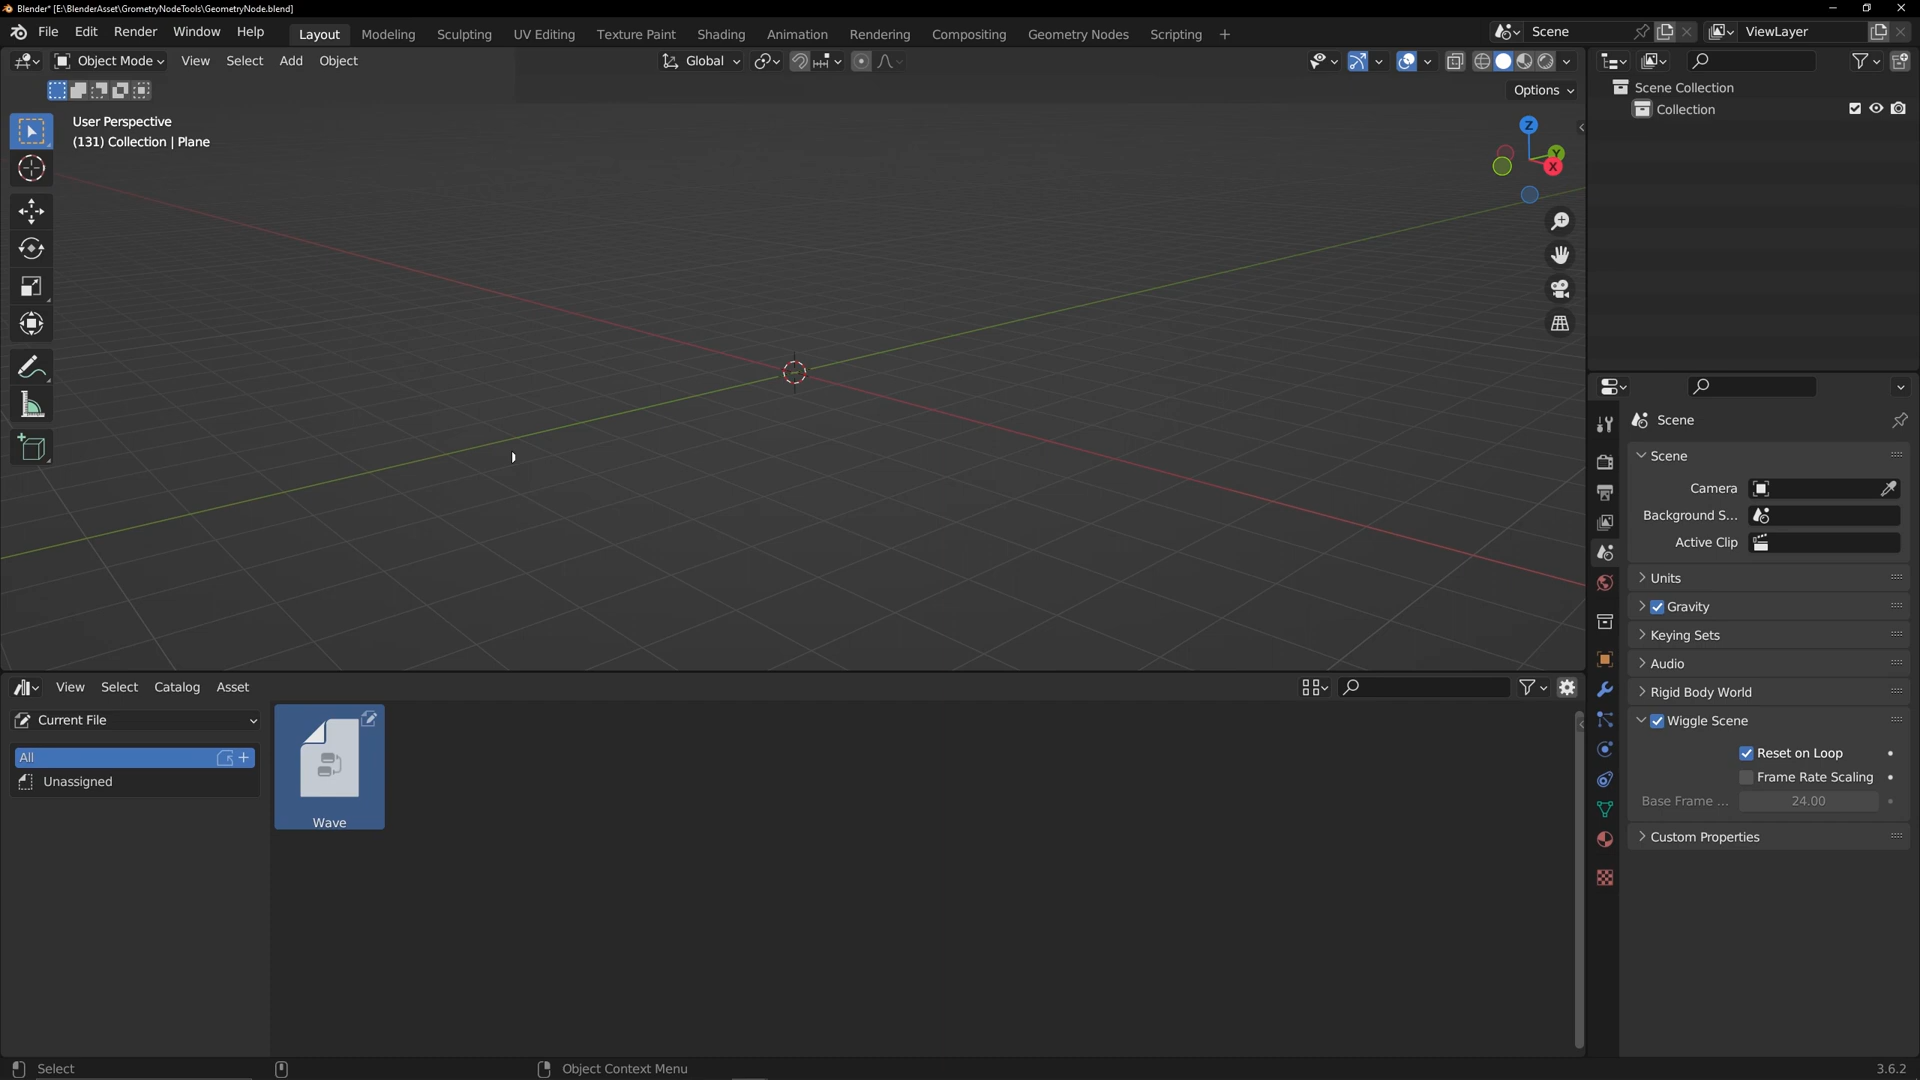 Blender* [E:\BlenderAsset\GrometryNodeTools\GeometryNode.blend]
File Edit Render Window Help Layout Modeling Sculpting UV Editing Texture Paint Shading Animation Rendering Compositing Geometry Nodes Scripting + Scene ViewLayer
Object Mode View Select Add Object Global
Options
User Perspective
(131) Collection | Plane
Z
Y
X
Scene Collection
Collection
Scene
Scene
Camera
Background S...
Active Clip
Units
Gravity
Keying Sets
Audio
Rigid Body World
Wiggle Scene
Reset on Loop
Frame Rate Scaling
Base Frame ... 24.00
Custom Properties
View Select Catalog Asset
Current File
All
Unassigned
Wave
Select Object Context Menu 3.6.2